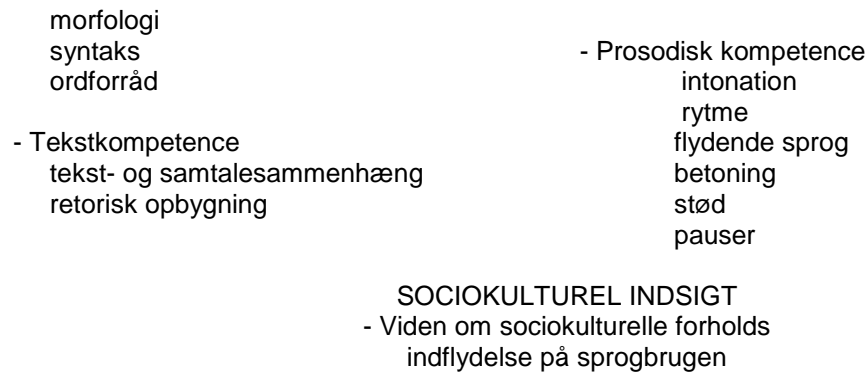 morfologi
syntaks
ordforråd
- Tekstkompetence
tekst- og samtalesammenhæng
retorisk opbygning
- Prosodisk kompetence
intonation
rytme
flydende sprog
betoning
stød
pauser
SOCIOKULTUREL INDSIGT
- Viden om sociokulturelle forholds
indflydelse på sprogbrugen